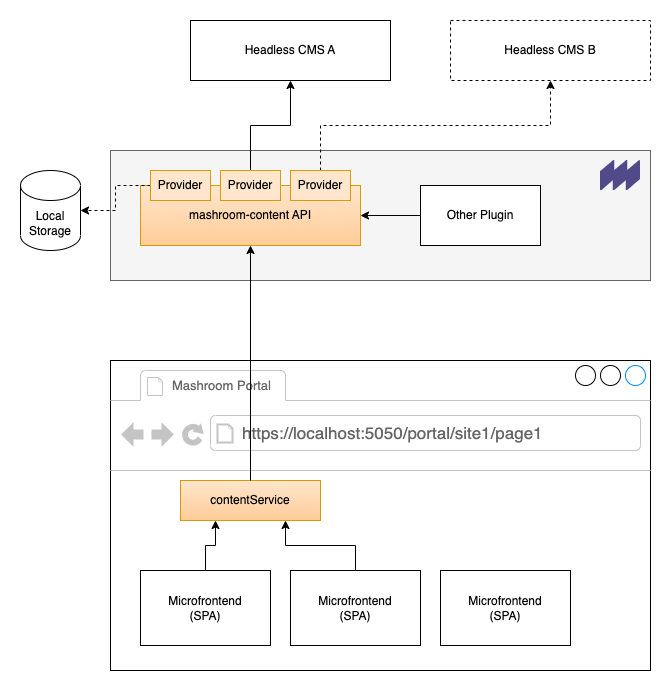 Headless CMS A
Headless CMS B
Provider
Provider
Provider
mashroom-content API
Other Plugin
Local
Storage
Mashroom Portal
https://localhost:5050/portal/site1/page1
contentService
Microfrontend
(SPA)
Microfrontend
(SPA)
Microfrontend
(SPA)